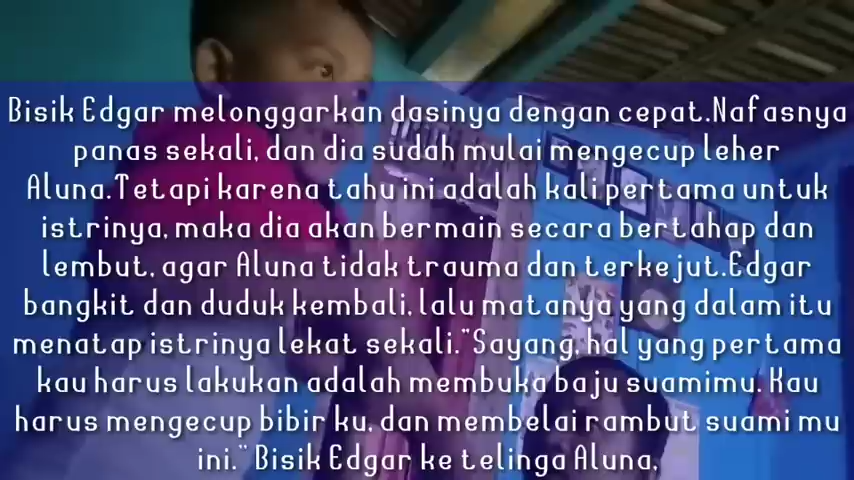 Bisik Edgar melonggarkan dasinya dengan cepat.Nafasnya
panas sekali, dan dia sudah mulai mengecup leher
Aluna.Tetapi karena tahu ini adalah kali pertama untuk
istrinya, maka dia akan bermain secara bertahap dan
lembut, agar Aluna tidak trauma dan terkejut.Edgar
bangkit dan duduk kembali, lalu matanya yang dalam itu
menatap istrinya lekat sekali."Sayang, hal yang pertama
kau harus lakukan adalah membuka baju suamimu. Kau
harus mengecup bibir ku, dan membelai rambut suami mu
ini." Bisik Edgar ke telinga Aluna,